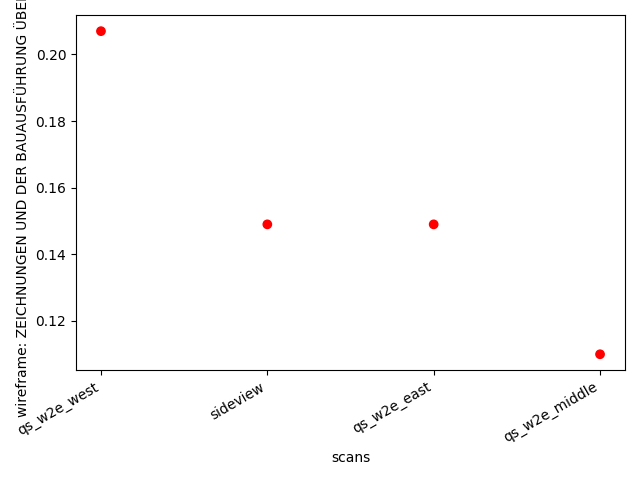 wireframe: ZEICHNUNGEN UND DER BAUAUSFÜHRUNG
0.20
0.18
0.16
0.14
0.12
qs_w2e_west
sideview
qs_w2e_east
qs_w2e_middle
scans